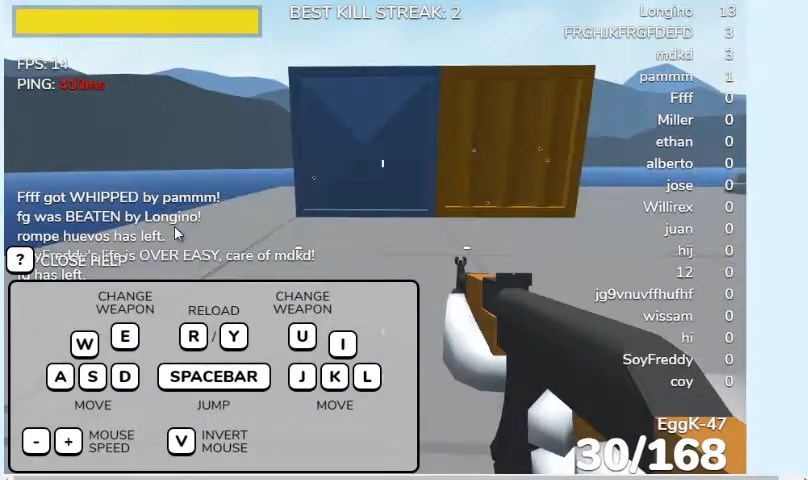 BEST KILL STREAK: 2
Longino 13
FRGHJKFRGFDEFD 3
mdkd 3
pammm 1
Ffff 0
Miller 0
ethan 0
alberto 0
jose 0
Willirex 0
juan 0
hij 0
12 0
jg9vnuvffhufhf 0
wissam 0
hi 0
SoyFreddy 0
coy 0
FPS: 14
PING: 410ms
Ffff got WHIPPED by pammm!
fg was BEATEN by Longino!
rompe huevos has left.
life is OVER EASY, care of mdkd!
fg has left.
? CLOSE HELP
CHANGE WEAPON
W E
A S D
MOVE
RELOAD
R / Y
SPACEBAR
JUMP
CHANGE WEAPON
U I
J K L
MOVE
- + MOUSE SPEED
V INVERT MOUSE
EggK-47
30/168